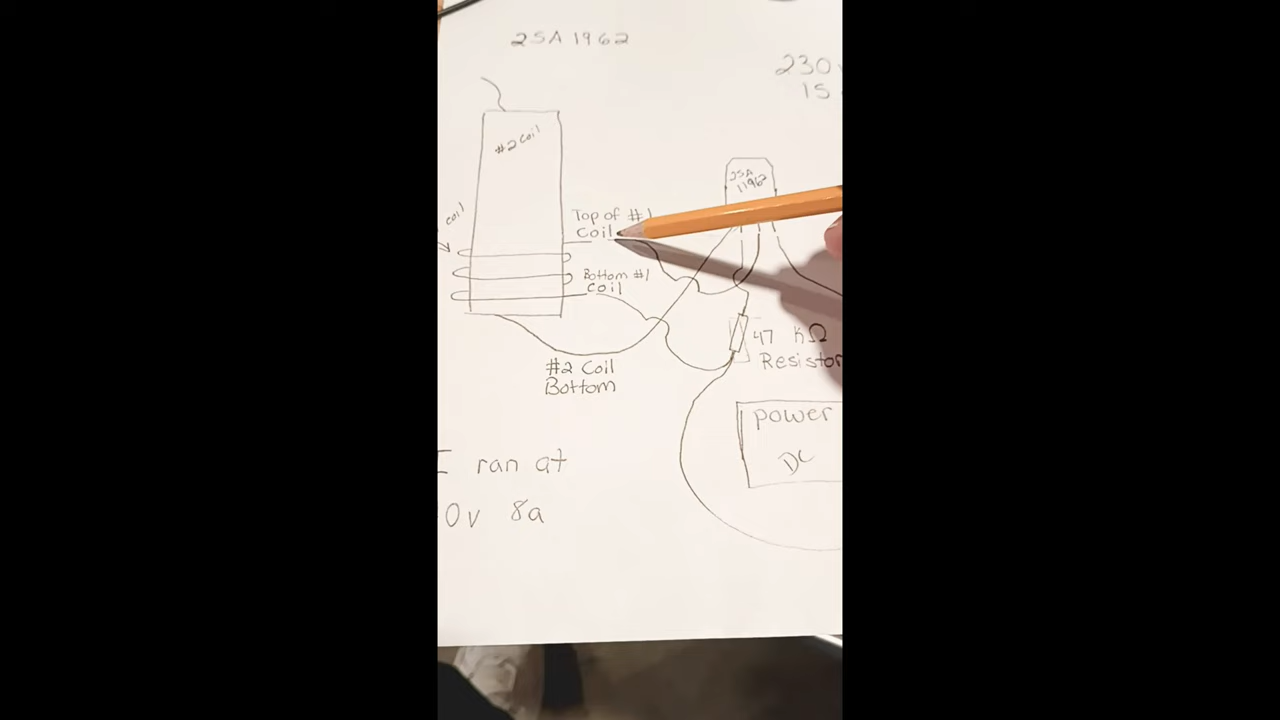 2SA 1962
230
15
#2 coil
2SA
1962
coil
Top of #1
Coil
Bottom #1
Coil
47 kΩ
Resistor
#2 Coil
Bottom
power
DC
I ran at
0v 8a